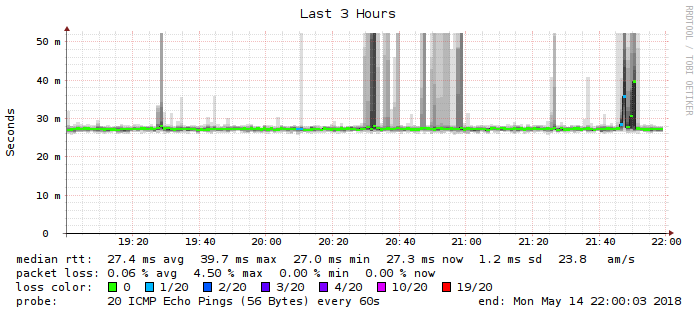 Last 3 Hours
RRDTOOL / TOBI OETIKER
Seconds
50 m
40 m
30 m
20 m
10 m
0
19:20 19:40 20:00 20:20 20:40 21:00 21:20 21:40 22:00
median rtt: 27.4 ms avg 39.7 ms max 27.0 ms min 27.3 ms now 1.2 ms sd 23.8 am/s
packet loss: 0.06 % avg 4.50 % max 0.00 % min 0.00 % now
loss color: 0 1/20 2/20 3/20 4/20 10/20 19/20
probe: 20 ICMP Echo Pings (56 Bytes) every 60s end: Mon May 14 22:00:03 2018